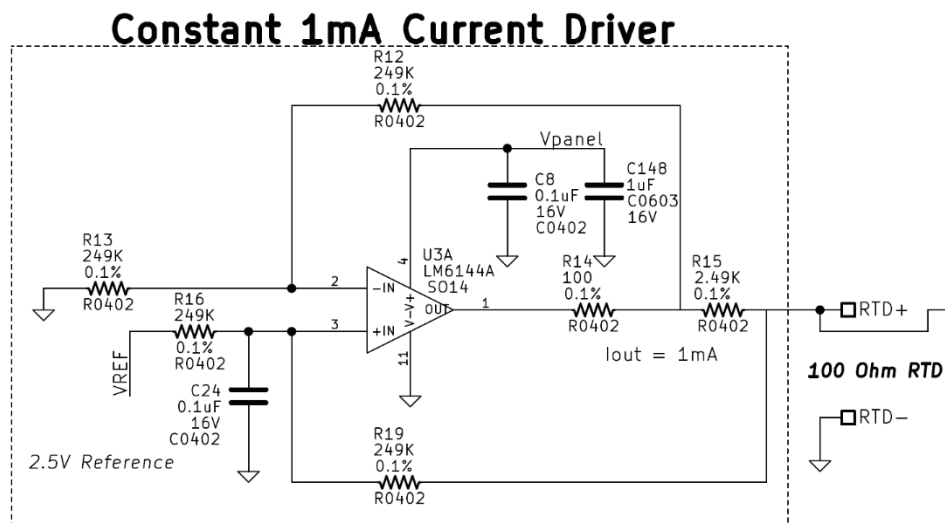 Constant 1mA Current Driver
R12
249K
0.1%
R0402
Vpanel
C8
0.1uF
16V
C0402
C148
1uF
C0603
16V
R13
249K
0.1%
R0402
U3A
LM6144A
SO14
4
2
-IN
V+
OUT
1
3
+IN
V-
11
R14
100
0.1%
R0402
R15
2.49K
0.1%
R0402
Iout = 1mA
R16
249K
0.1%
R0402
VREF
C24
0.1uF
16V
C0402
2.5V Reference
R19
249K
0.1%
R0402
RTD+
100 Ohm RTD
RTD-